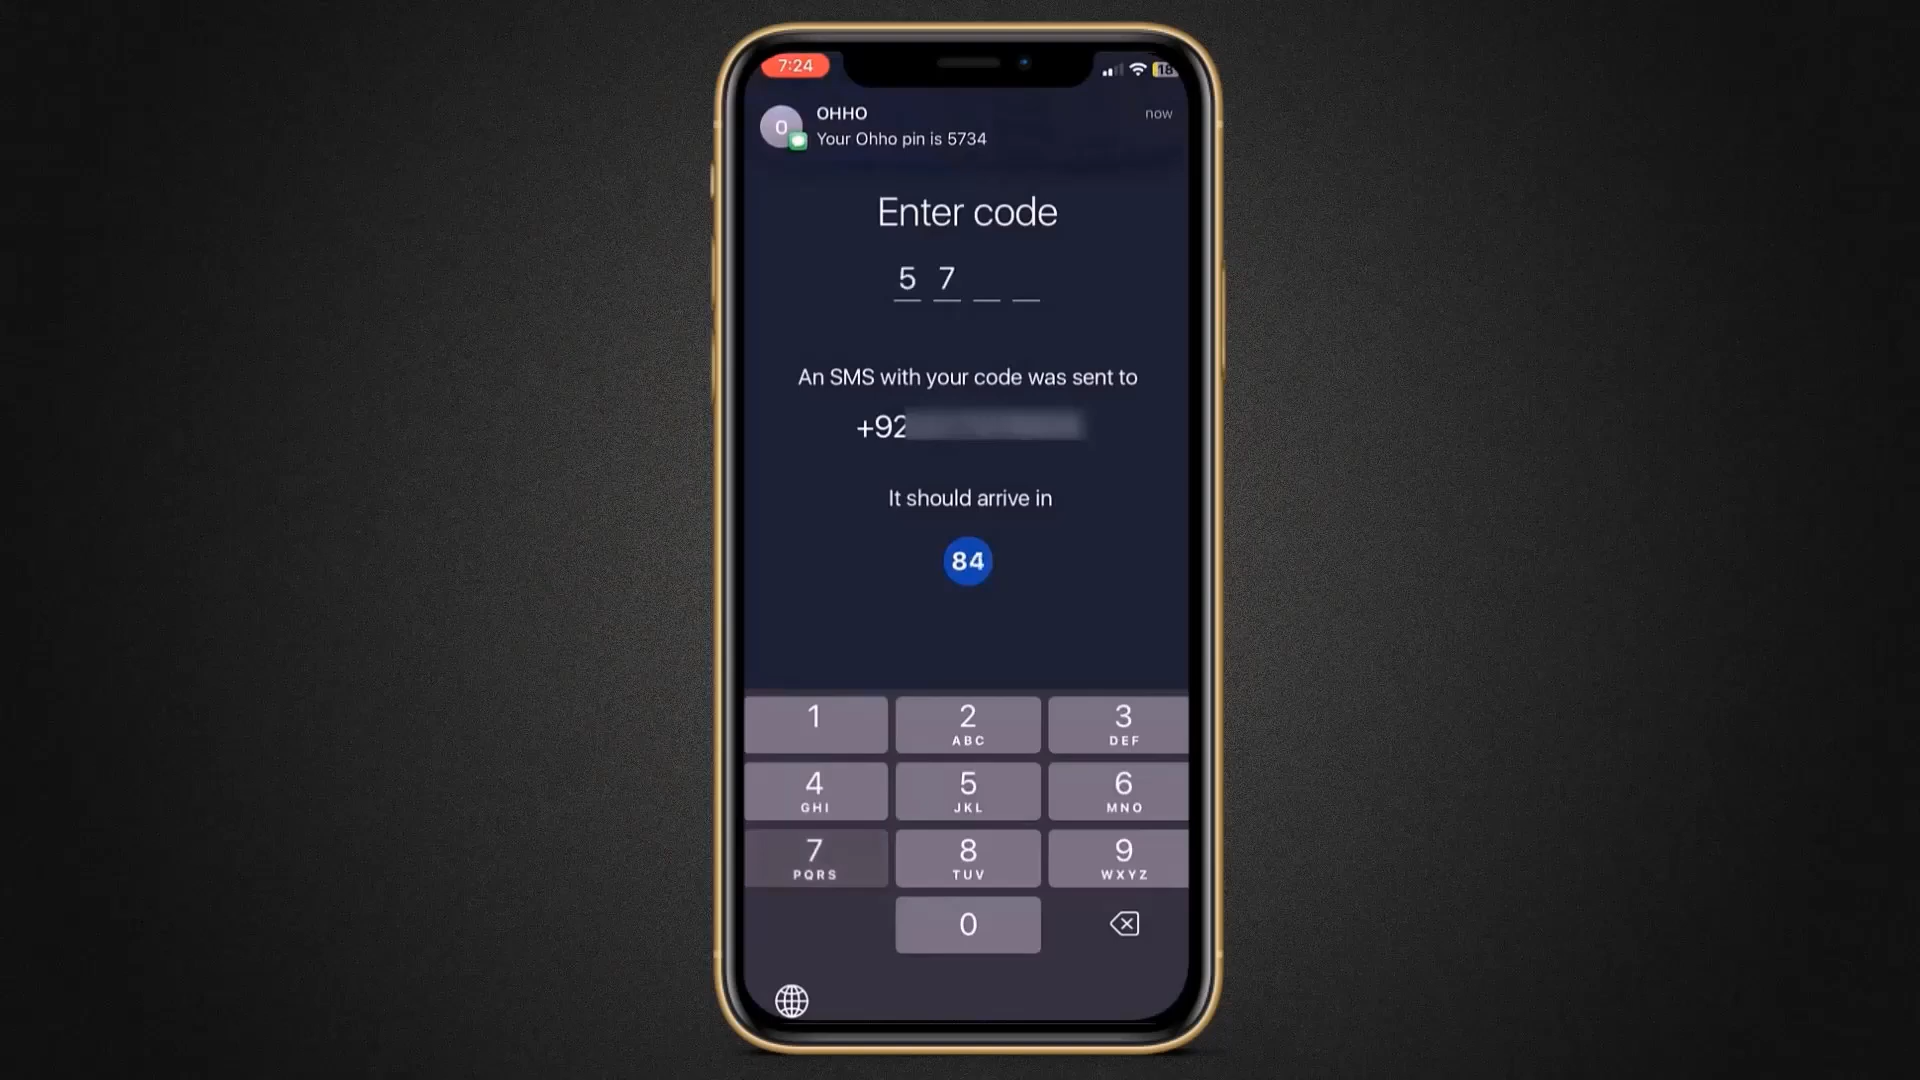 7:24
18
OHHO
now
Your Ohho pin is 5734
Enter code
5 7
An SMS with your code was sent to
+92
It should arrive in
84
1
2
3
ABC
DEF
4
5
6
GHI
JKL
MNO
7
8
9
PQRS
TUV
WXYZ
0